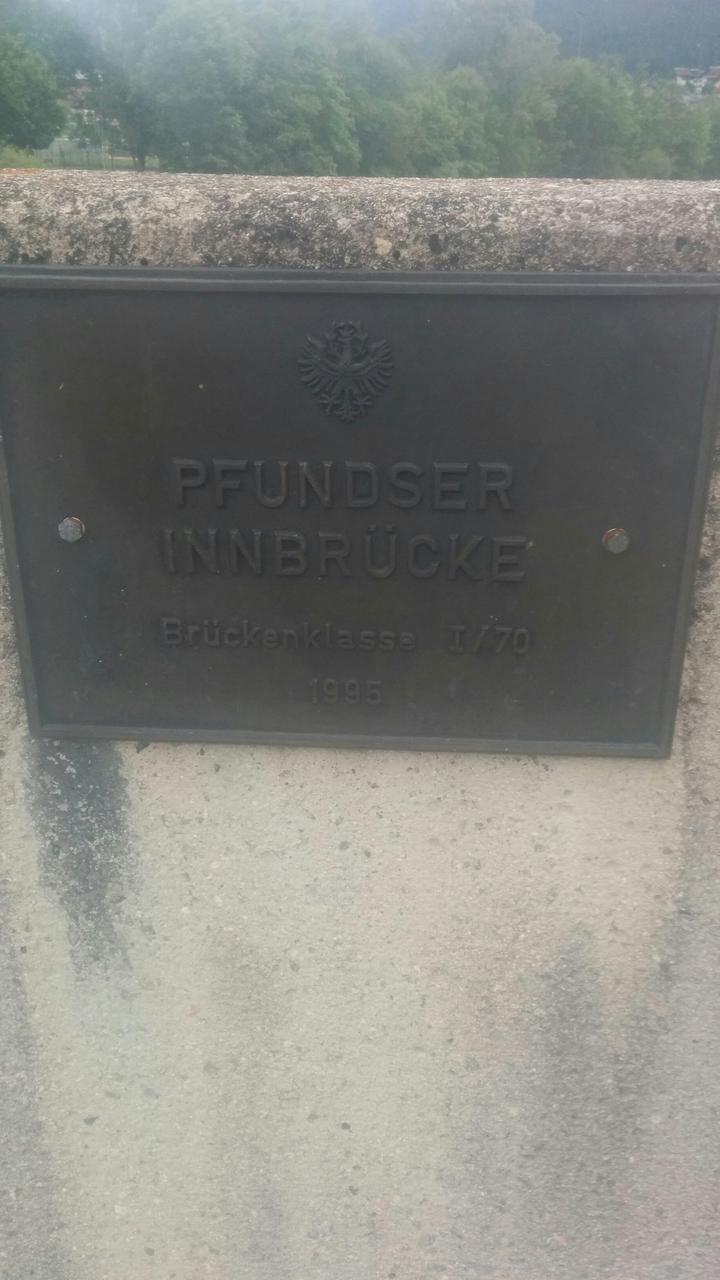 PFUNDSER
INNBRÜCKE
Brückenklasse I/70
1995